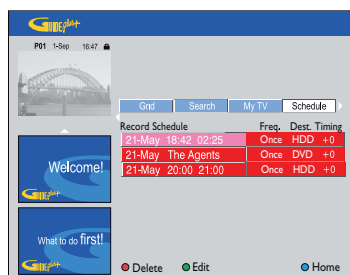 GUIDE plus+
P01 1-Sep 16:47
Grid Search My TV Schedule
Record Schedule Freq. Dest. Timing
21-May 18:42 02:25 Once HDD +0
21-May The Agents Once DVD +0
21-May 20:00 21:00 Once HDD +0
Welcome!
GUIDE plus+
What to do first!
GUIDE plus+
Delete Edit Home